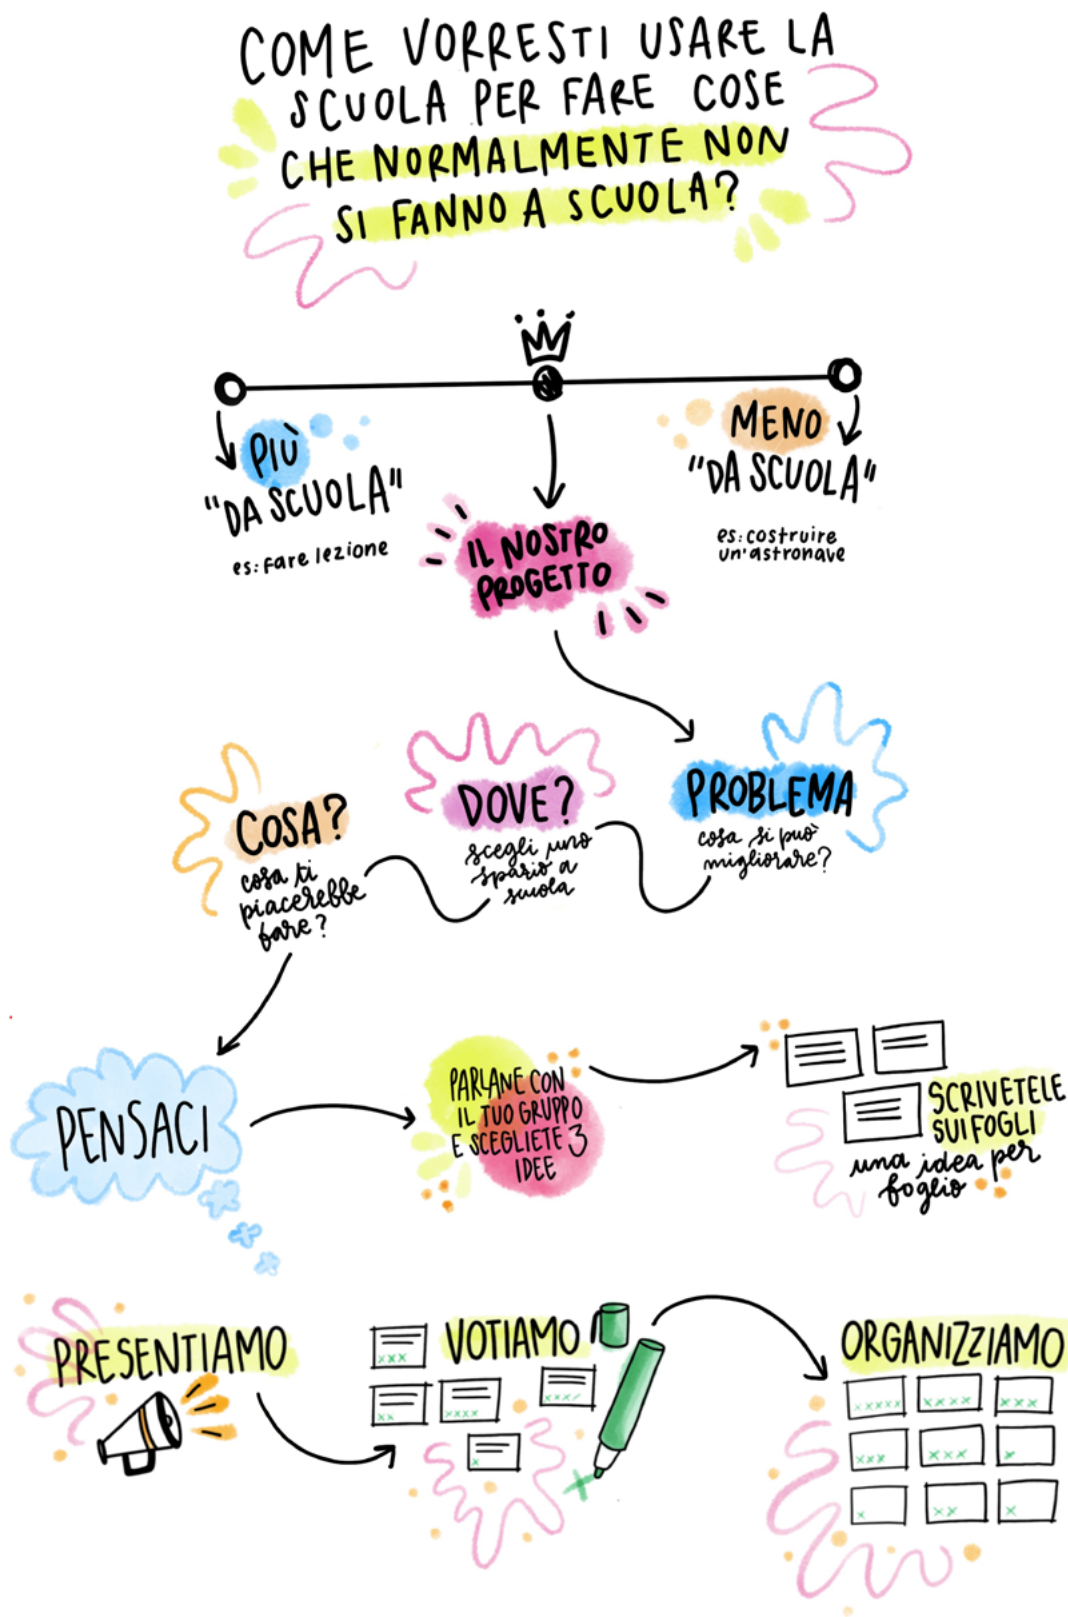 COME VORRESTI USARE LA
SCUOLA PER FARE COSE
CHE NORMALMENTE NON
SI FANNO A SCUOLA?
PIÙ
"DA SCUOLA"
es: fare lezione
MENO
"DA SCUOLA"
es: costruire
un'astronave
IL NOSTRO
PROGETTO
COSA?
cosa ti
piacerebbe
fare?
DOVE?
scegli uno
spazio a
scuola
PROBLEMA
cosa si può
migliorare?
PENSACI
PARLANE CON
IL TUO GRUPPO
E SCEGLIETE 3
IDEE
SCRIVETELE
SUI FOGLI
una idea per
foglio
PRESENTIAMO
VOTIAMO
ORGANIZZIAMO